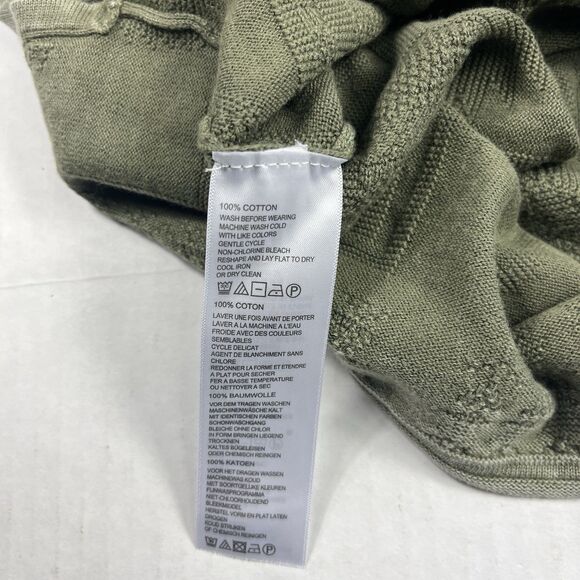 100% COTTON
WASH BEFORE WEARING
MACHINE WASH COLD
WITH LIKE COLORS
GENTLE CYCLE
NON-CHLORINE BLEACH
RESHAPE AND LAY FLAT TO DRY
COOL IRON
OR DRY CLEAN
100% COTON
LAVER UNE FOIS AVANT DE PORTER
LAVER A LA MACHINE A L'EAU
FROIDE AVEC DES COULEURS
SEMBLABLES
CYCLE DELICAT
AGENT DE BLANCHIMENT SANS
CHLORE
REDONNER LA FORME ET ETENDRE
A PLAT POUR SECHER
FER A BASSE TEMPERATURE
OU NETTOYER A SEC
100% BAUMWOLLE
VOR DEM TRAGEN WASCHEN
MASCHINENWÄSCHE KALT
MIT IDENTISCHEN FARBEN
SCHONWASCHGANG
BLEICHE OHNE CHLOR
IN FORM BRINGEN LIEGEND
TROCKNEN
KALTES BÜGELEISEN
ODER CHEMISCH REINIGEN
100% KATOEN
VOOR HET DRAGEN WASSEN
MACHINEWAS KOUD
MET SOORTGELIJKE KLEUREN
FIJNWASPROGRAMMA
NIET-CHLOORHOUDEND
BLEEKMIDDEL
HERSTEL VORM EN PLAT LATEN
DROGEN
KOUD STRIJKEN
OF CHEMISCH REINIGEN